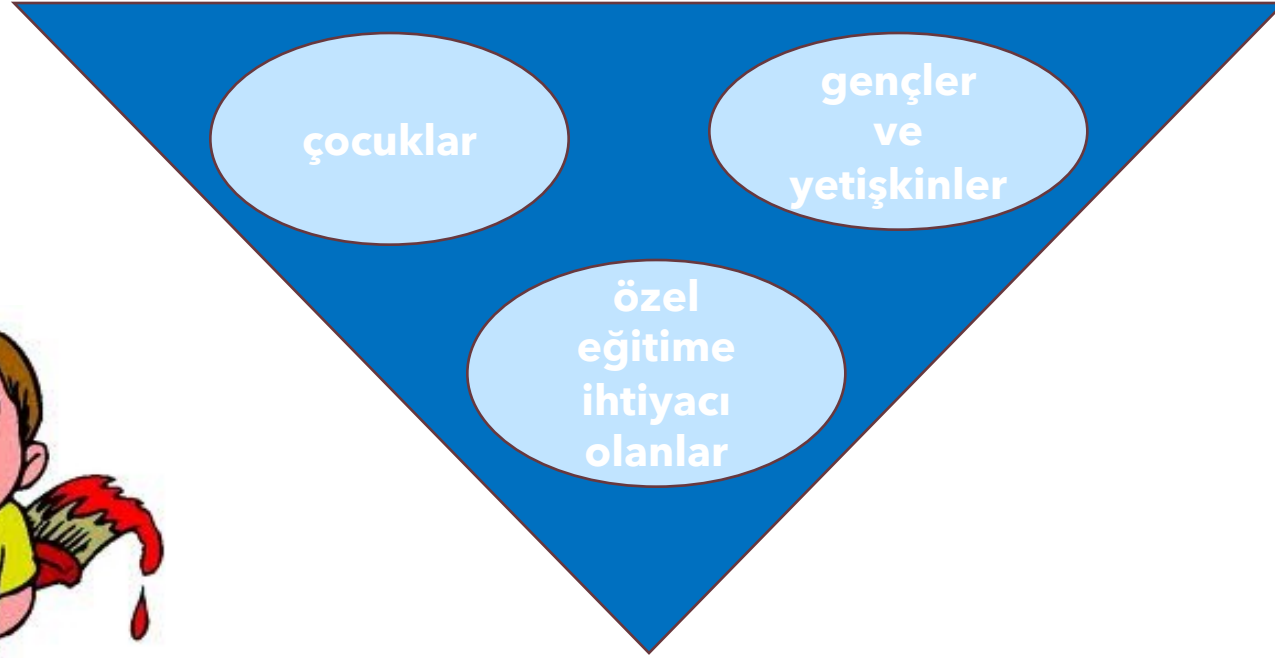 çocuklar
gençler
ve
yetişkinler
özel
eğitime
ihtiyacı
olanlar